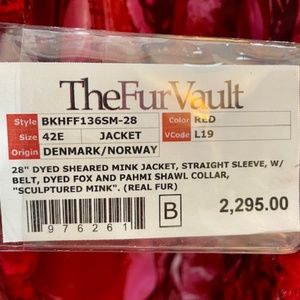 TheFurVault
Style BKHFF136SM-28 Color RED
Size 42E JACKET VCode L19
Origin DENMARK/NORWAY
28" DYED SHEARED MINK JACKET, STRAIGHT SLEEVE, W/
BELT, DYED FOX AND PAHMI SHAWL COLLAR,
"SCULPTURED MINK". (REAL FUR)
B 2,295.00
976261